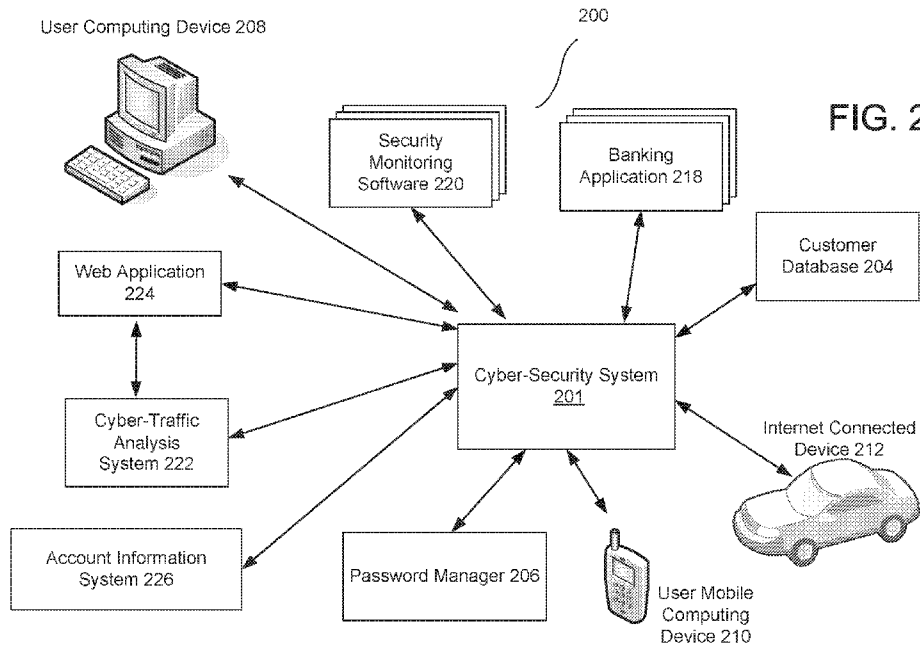 User Computing Device 208
200
FIG. 2
Security
Monitoring
Software 220
Banking
Application 218
Customer
Database 204
Web Application
224
Cyber-Security System
201
Cyber-Traffic
Analysis
System 222
Internet Connected
Device 212
Account Information
System 226
Password Manager 206
User Mobile
Computing
Device 210